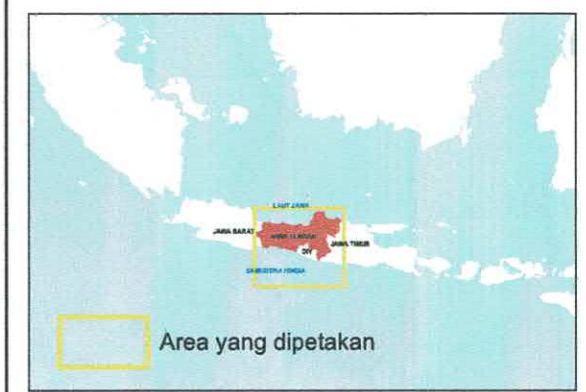 LAUT JAWA
JAWA BARAT
JAWA TENGAH
DIY
JAWA TIMUR
SAMUDERA HINDIA
Area yang dipetakan